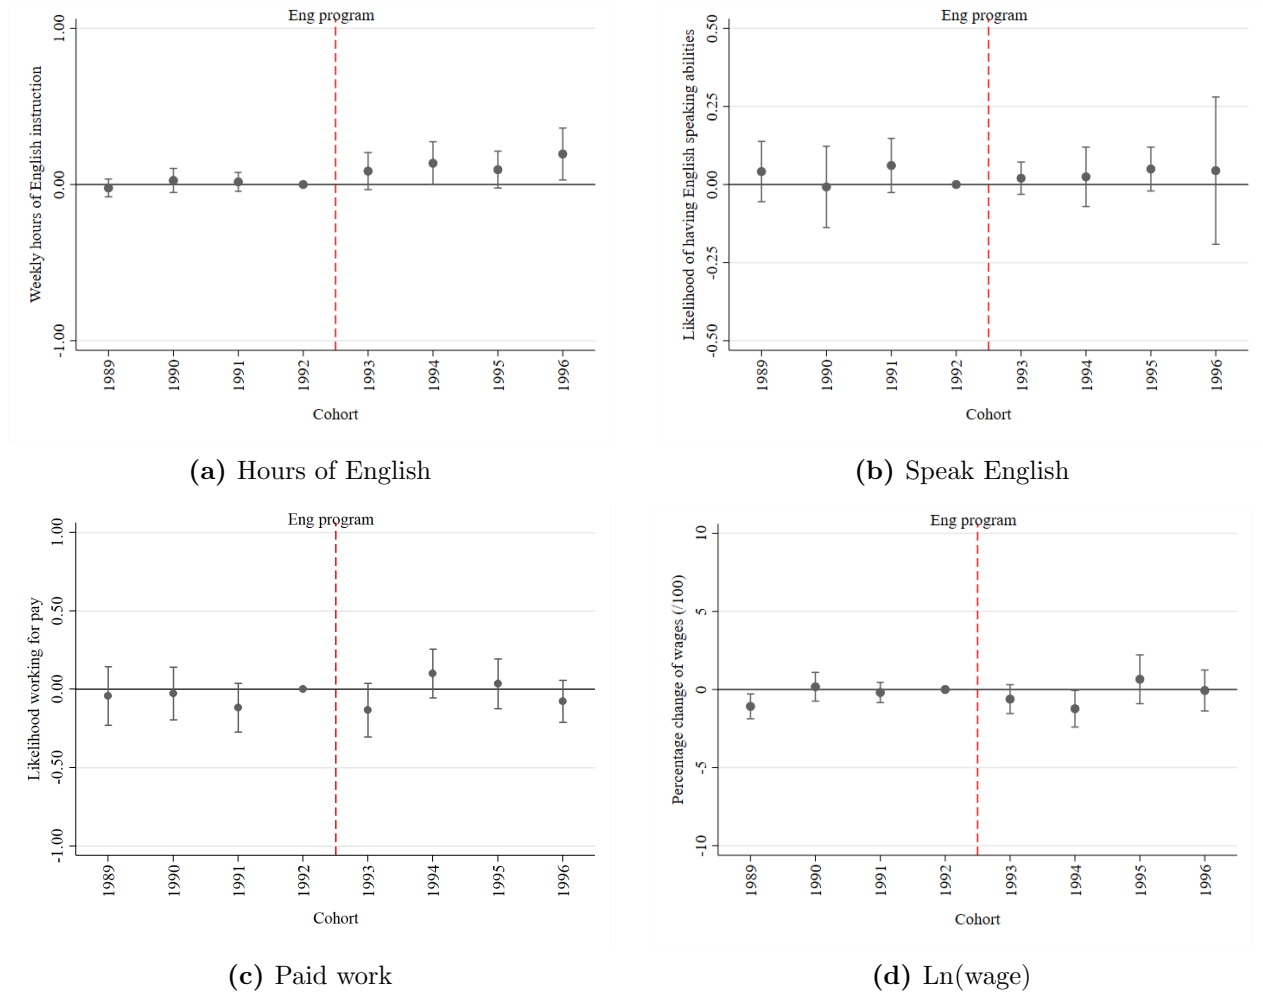 Eng program
Weekly hours of English instruction
1.00
0.00
-1.00
1989 1990 1991 1992 1993 1994 1995 1996
Cohort
(a) Hours of English
Eng program
Likelihood of having English speaking abilities
0.50
0.25
0.00
-0.25
-0.50
1989 1990 1991 1992 1993 1994 1995 1996
Cohort
(b) Speak English
Eng program
Likelihood working for pay
1.00
0.50
0.00
-0.50
-1.00
1989 1990 1991 1992 1993 1994 1995 1996
Cohort
(c) Paid work
Eng program
Percentage change of wages (/100)
10
5
0
-5
-10
1989 1990 1991 1992 1993 1994 1995 1996
Cohort
(d) Ln(wage)